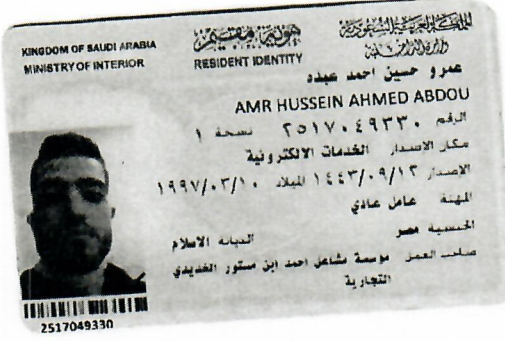 KINGDOM OF SAUDI ARABIA
MINISTRY OF INTERIOR
هوية مقيم
RESIDENT IDENTITY
المملكة العربية السعودية
وزارة الداخلية
عمرو حسين احمد عبده
AMR HUSSEIN AHMED ABDOU
الرقم ٢٥١٧٠٤٩٣٣٠ نسخة ١
مكان الاصدار الخدمات الالكترونية
الإصدار ١٤٤٣/٠٩/١٢ الميلاد ١٩٩٧/٠٣/١٠
المهنة عامل عادي
الجنسية مصر الديانة الاسلام
صاحب العمل مؤسسة مشاعل احمد ابن مستور الغديدي
التجارية
2517049330